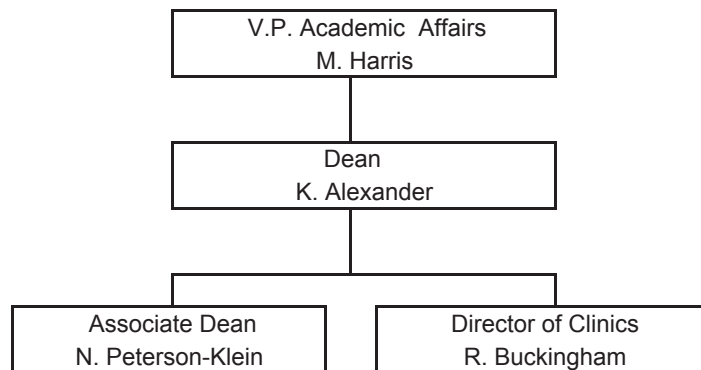 V.P. Academic Affairs
M. Harris
Dean
K. Alexander
Associate Dean
N. Peterson-Klein
Director of Clinics
R. Buckingham